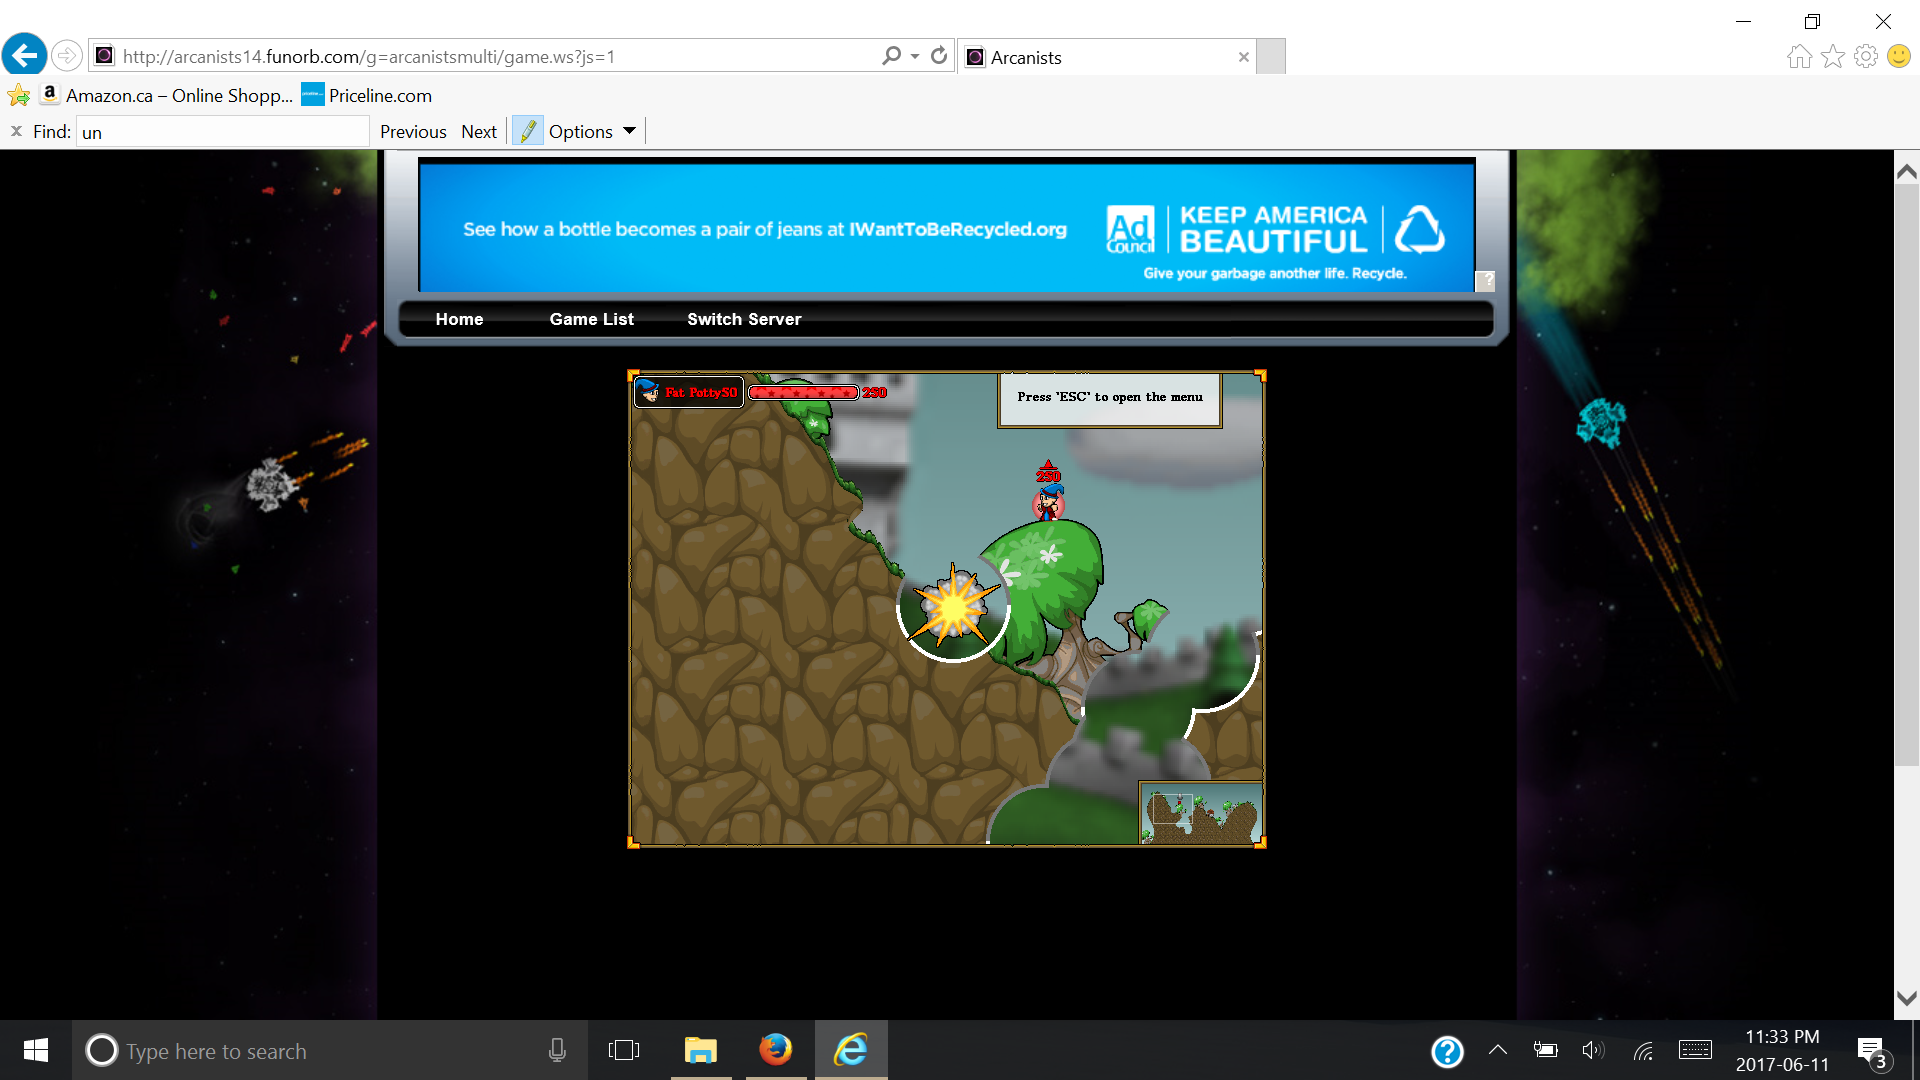 http://arcanists14.funorb.com/g=arcanistsmulti/game.ws?js=1
Arcanists
Amazon.ca – Online Shopp...
Priceline.com
Find: un
Previous Next Options
See how a bottle becomes a pair of jeans at IWantToBeRecycled.org
Ad
COUNCIL
KEEP AMERICA
BEAUTIFUL
Give your garbage another life. Recycle.
?
Home Game List Switch Server
Fat Potty50 250
Press 'ESC' to open the menu
250
Type here to search
11:33 PM
2017-06-11
3